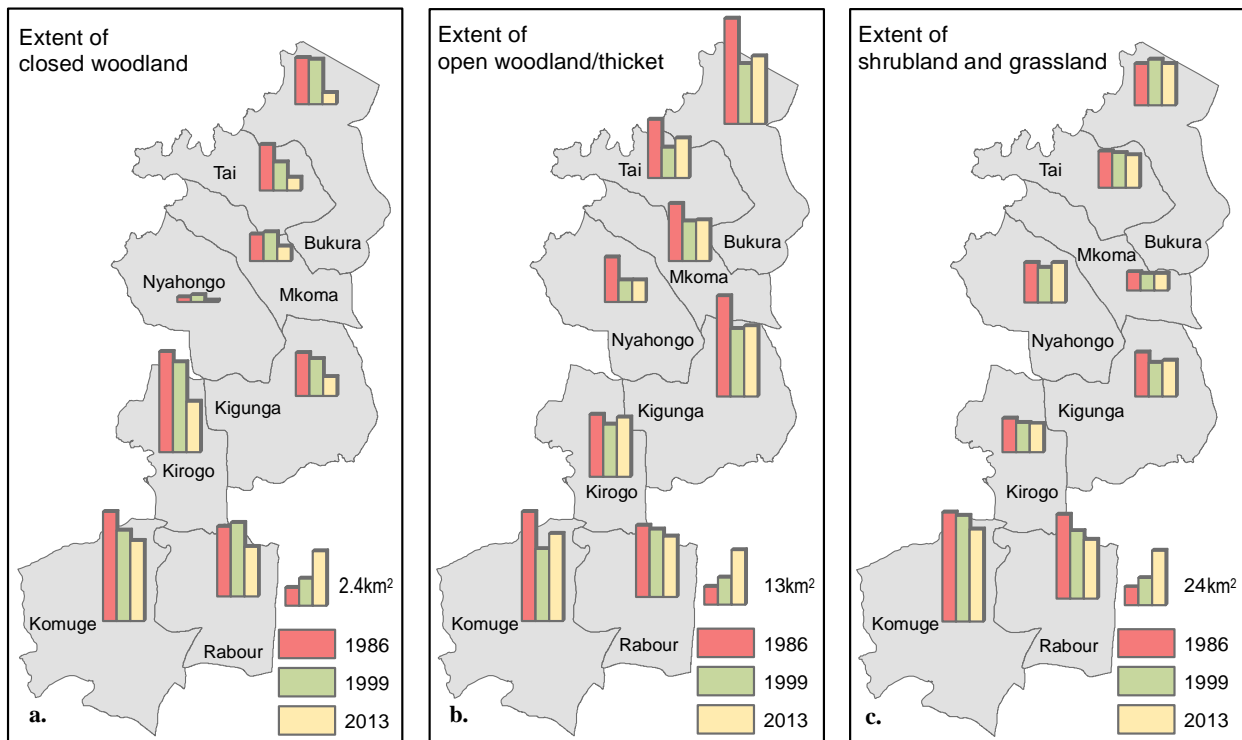 Extent of
closed woodland
Tai
Bukura
Nyahongo
Mkoma
Kigunga
Kirogo
2.4km²
Komuge
Rabour
1986
1999
2013
a.
Extent of
open woodland/thicket
Tai
Bukura
Mkoma
Nyahongo
Kigunga
Kirogo
13km²
Komuge
Rabour
1986
1999
2013
b.
Extent of
shrubland and grassland
Tai
Bukura
Mkoma
Nyahongo
Kigunga
Kirogo
24km²
Komuge
Rabour
1986
1999
2013
c.